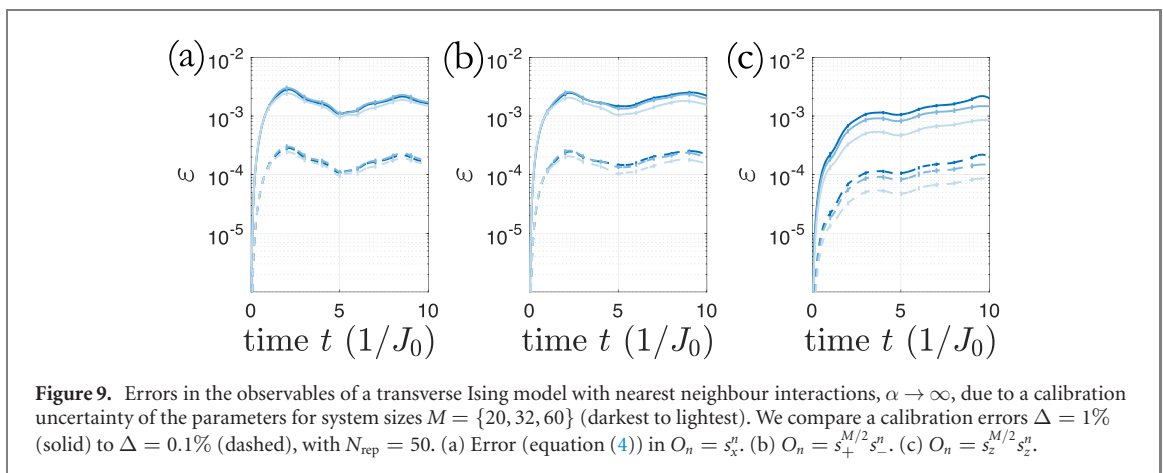 (a) (b) (c)
10⁻² 10⁻² 10⁻²
10⁻³ 10⁻³ 10⁻³
ε ε ε
10⁻⁴ 10⁻⁴ 10⁻⁴
10⁻⁵ 10⁻⁵ 10⁻⁵
0 5 10 0 5 10 0 5 10
time t (1/J₀) time t (1/J₀) time t (1/J₀)
Figure 9. Errors in the observables of a transverse Ising model with nearest neighbour interactions, α → ∞, due to a calibration
uncertainty of the parameters for system sizes M = {20, 32, 60} (darkest to lightest). We compare a calibration errors Δ = 1%
(solid) to Δ = 0.1% (dashed), with N_rep = 50. (a) Error (equation (4)) in O_n = s_x^n. (b) O_n = s_+^{M/2} s_-^n. (c) O_n = s_z^{M/2} s_z^n.